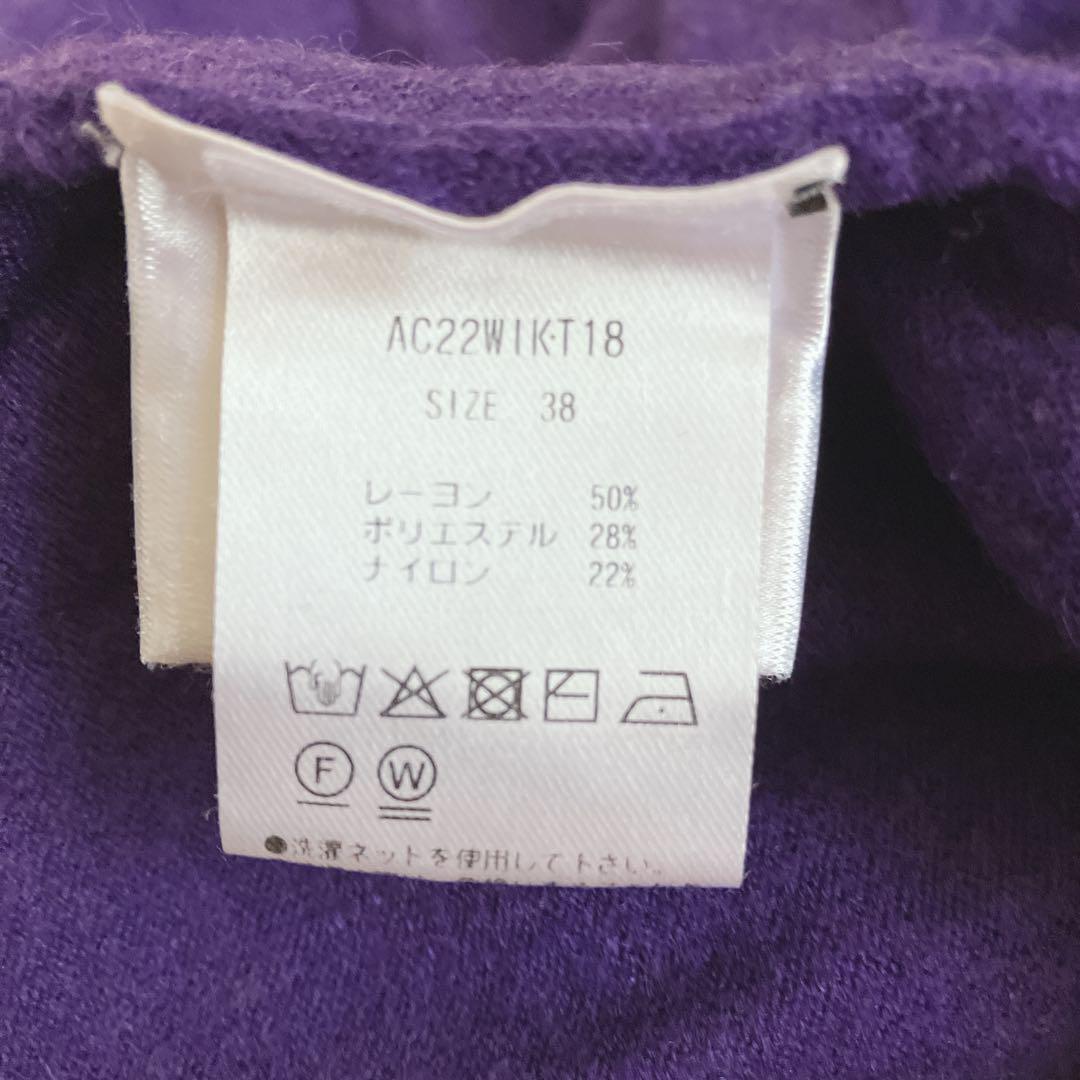 AC22WIK・T18
SIZE 38
レーヨン 50%
ポリエステル 28%
ナイロン 22%
F W
●洗濯ネットを使用して下さい。